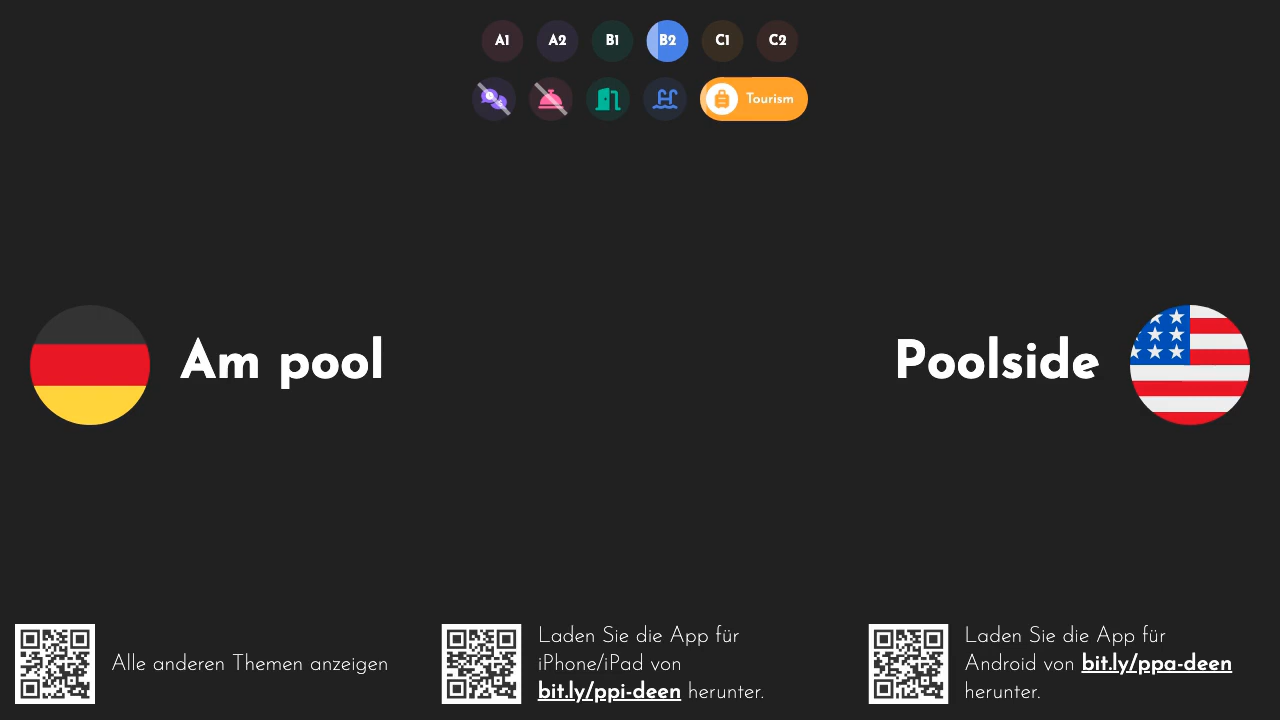 A1 A2 B1 B2 C1 C2
Tourism
Am pool
Poolside
Alle anderen Themen anzeigen
Laden Sie die App für
iPhone/iPad von
bit.ly/ppi-deen herunter.
Laden Sie die App für
Android von bit.ly/ppa-deen
herunter.